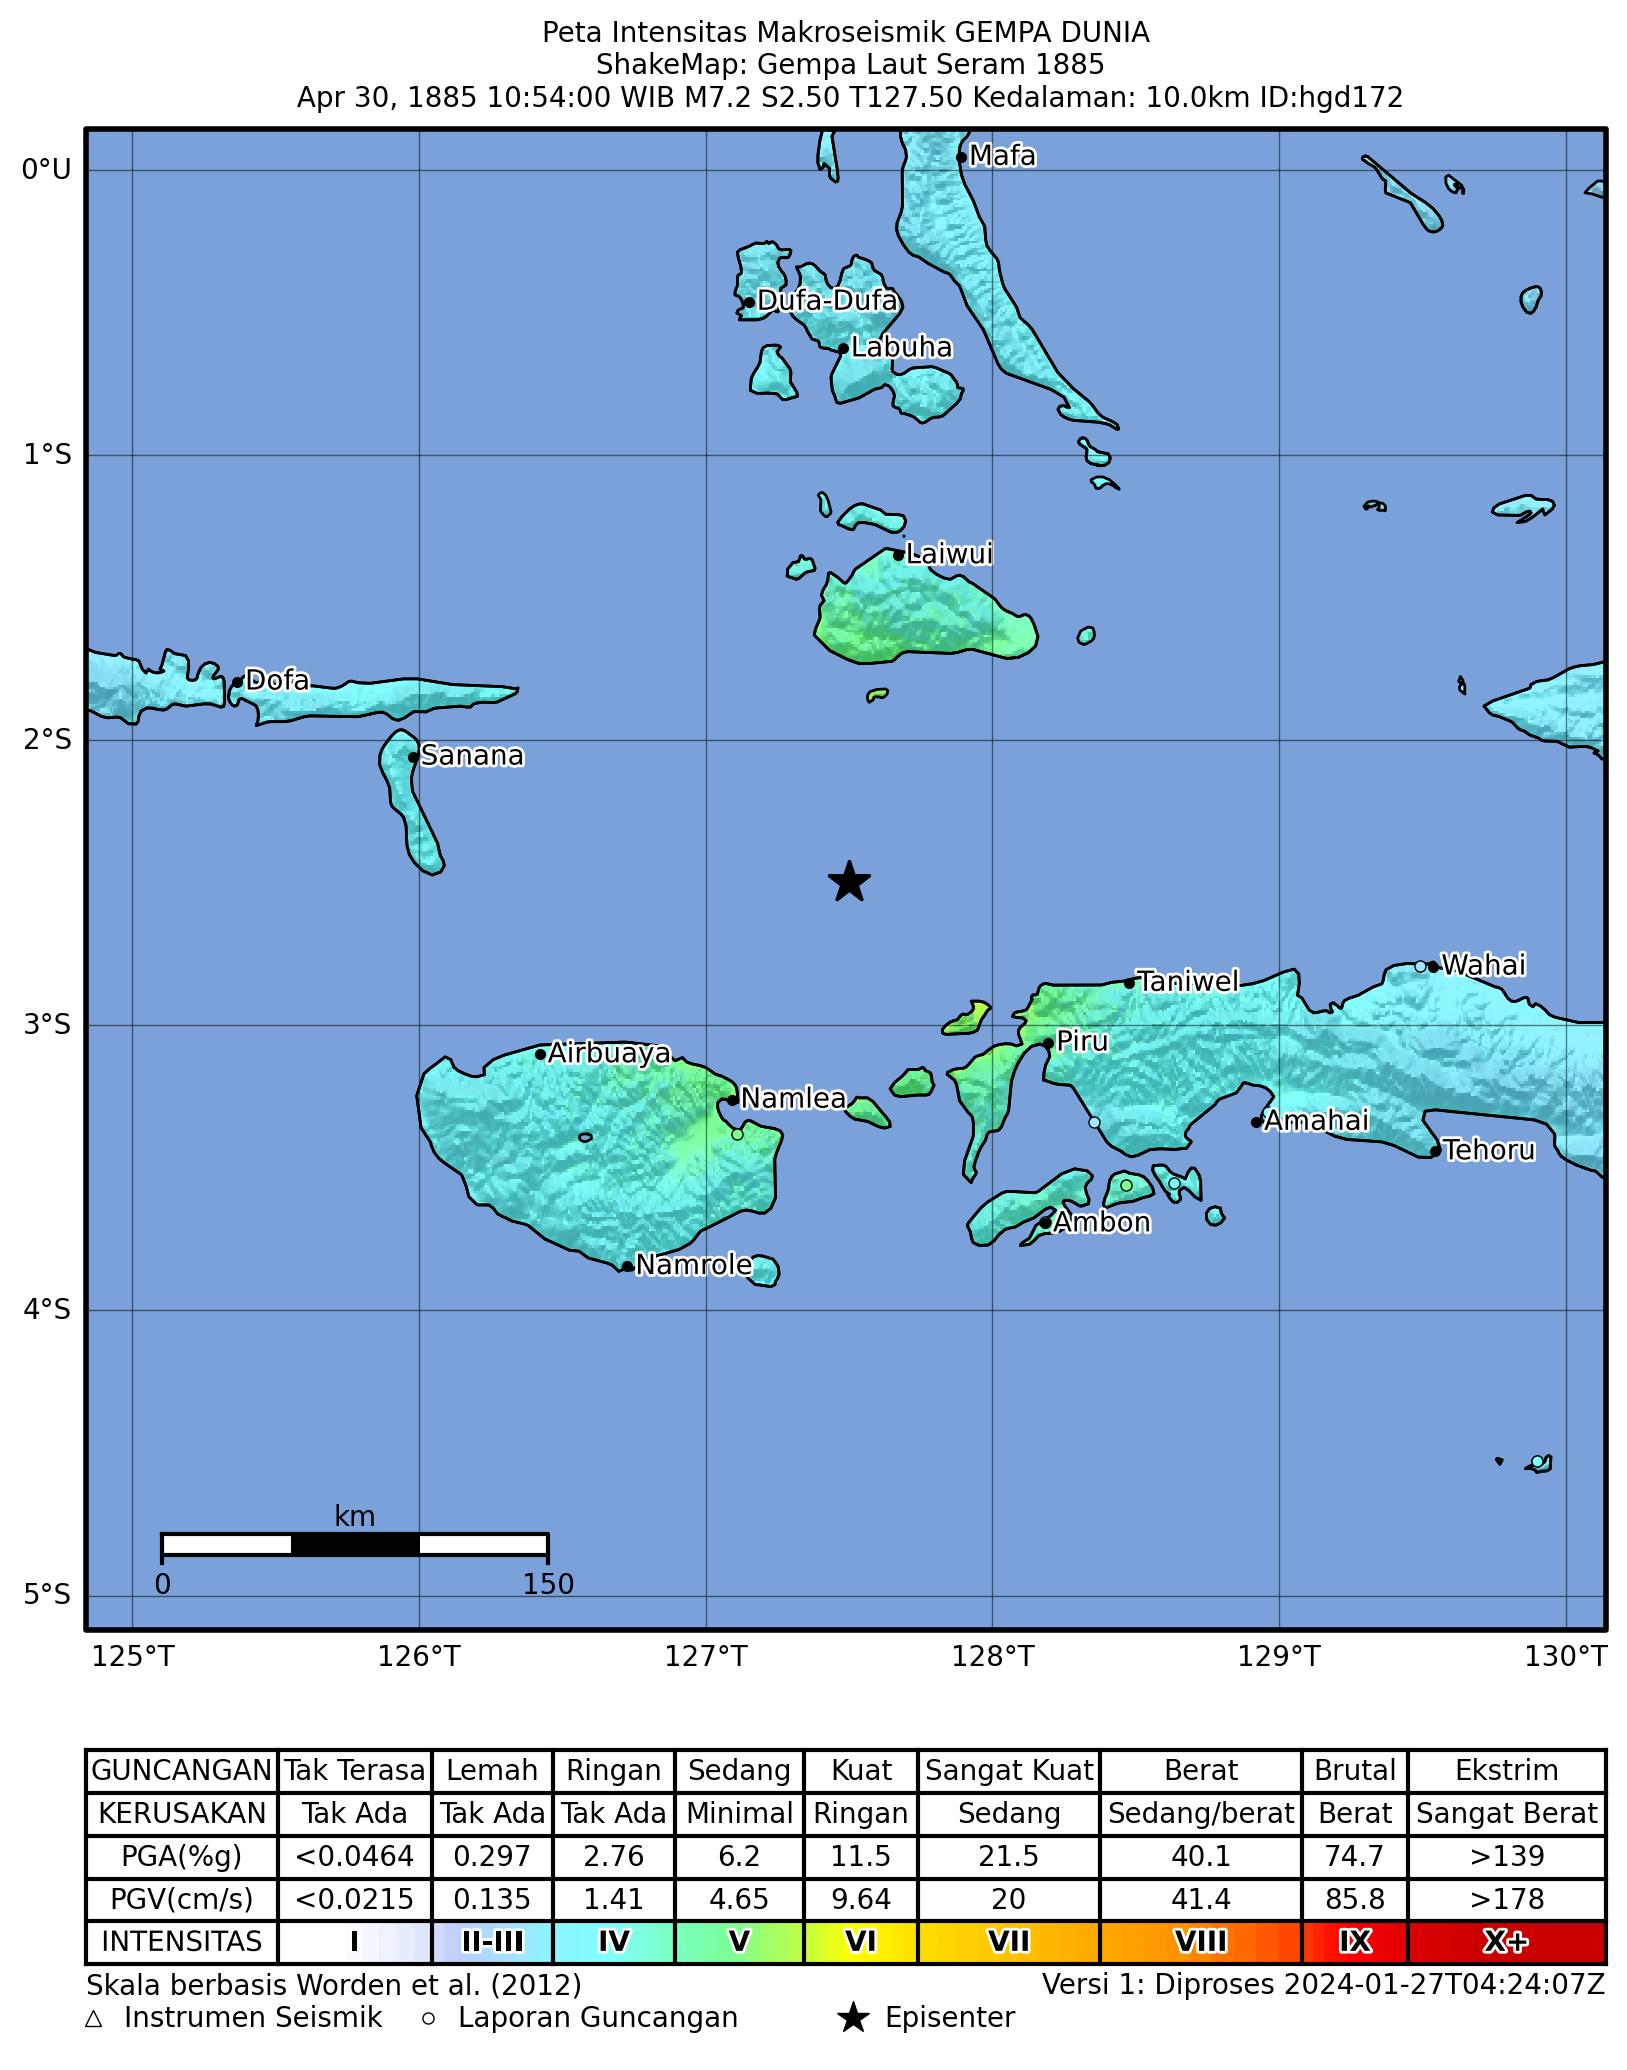 Peta Intensitas Makroseismik GEMPA DUNIA
ShakeMap: Gempa Laut Seram 1885
Apr 30, 1885 10:54:00 WIB M7.2 S2.50 T127.50 Kedalaman: 10.0km ID:hgd172
0°U
Mafa
Dufa-Dufa
Labuha
1°S
Laiwui
Dofa
2°S
Sanana
Wahai
Taniwel
3°S
Piru
Airbuaya
Namlea
Amahai
Tehoru
Ambon
Namrole
4°S
km
0 150
5°S
125°T 126°T 127°T 128°T 129°T 130°T
GUNCANGAN Tak Terasa Lemah Ringan Sedang Kuat Sangat Kuat Berat Brutal Ekstrim
KERUSAKAN Tak Ada Tak Ada Tak Ada Minimal Ringan Sedang Sedang/berat Berat Sangat Berat
PGA(%g) <0.0464 0.297 2.76 6.2 11.5 21.5 40.1 74.7 >139
PGV(cm/s) <0.0215 0.135 1.41 4.65 9.64 20 41.4 85.8 >178
INTENSITAS I II-III IV V VI VII VIII IX X+
Skala berbasis Worden et al. (2012) Versi 1: Diproses 2024-01-27T04:24:07Z
Instrumen Seismik Laporan Guncangan Episenter